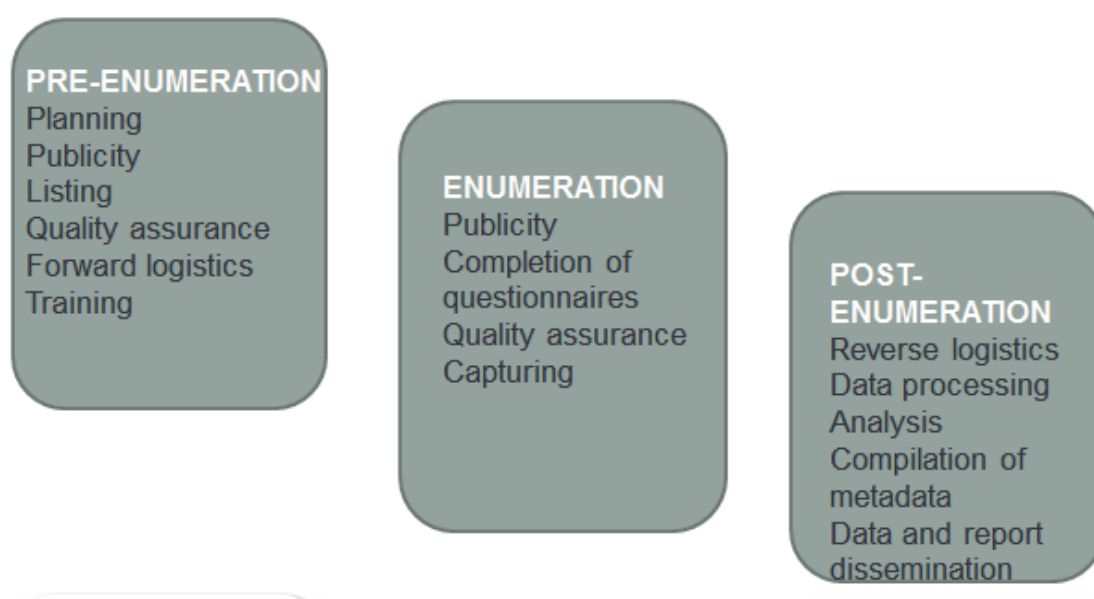 PRE-ENUMERATION
Planning
Publicity
Listing
Quality assurance
Forward logistics
Training
ENUMERATION
Publicity
Completion of
questionnaires
Quality assurance
Capturing
POST-
ENUMERATION
Reverse logistics
Data processing
Analysis
Compilation of
metadata
Data and report
dissemination